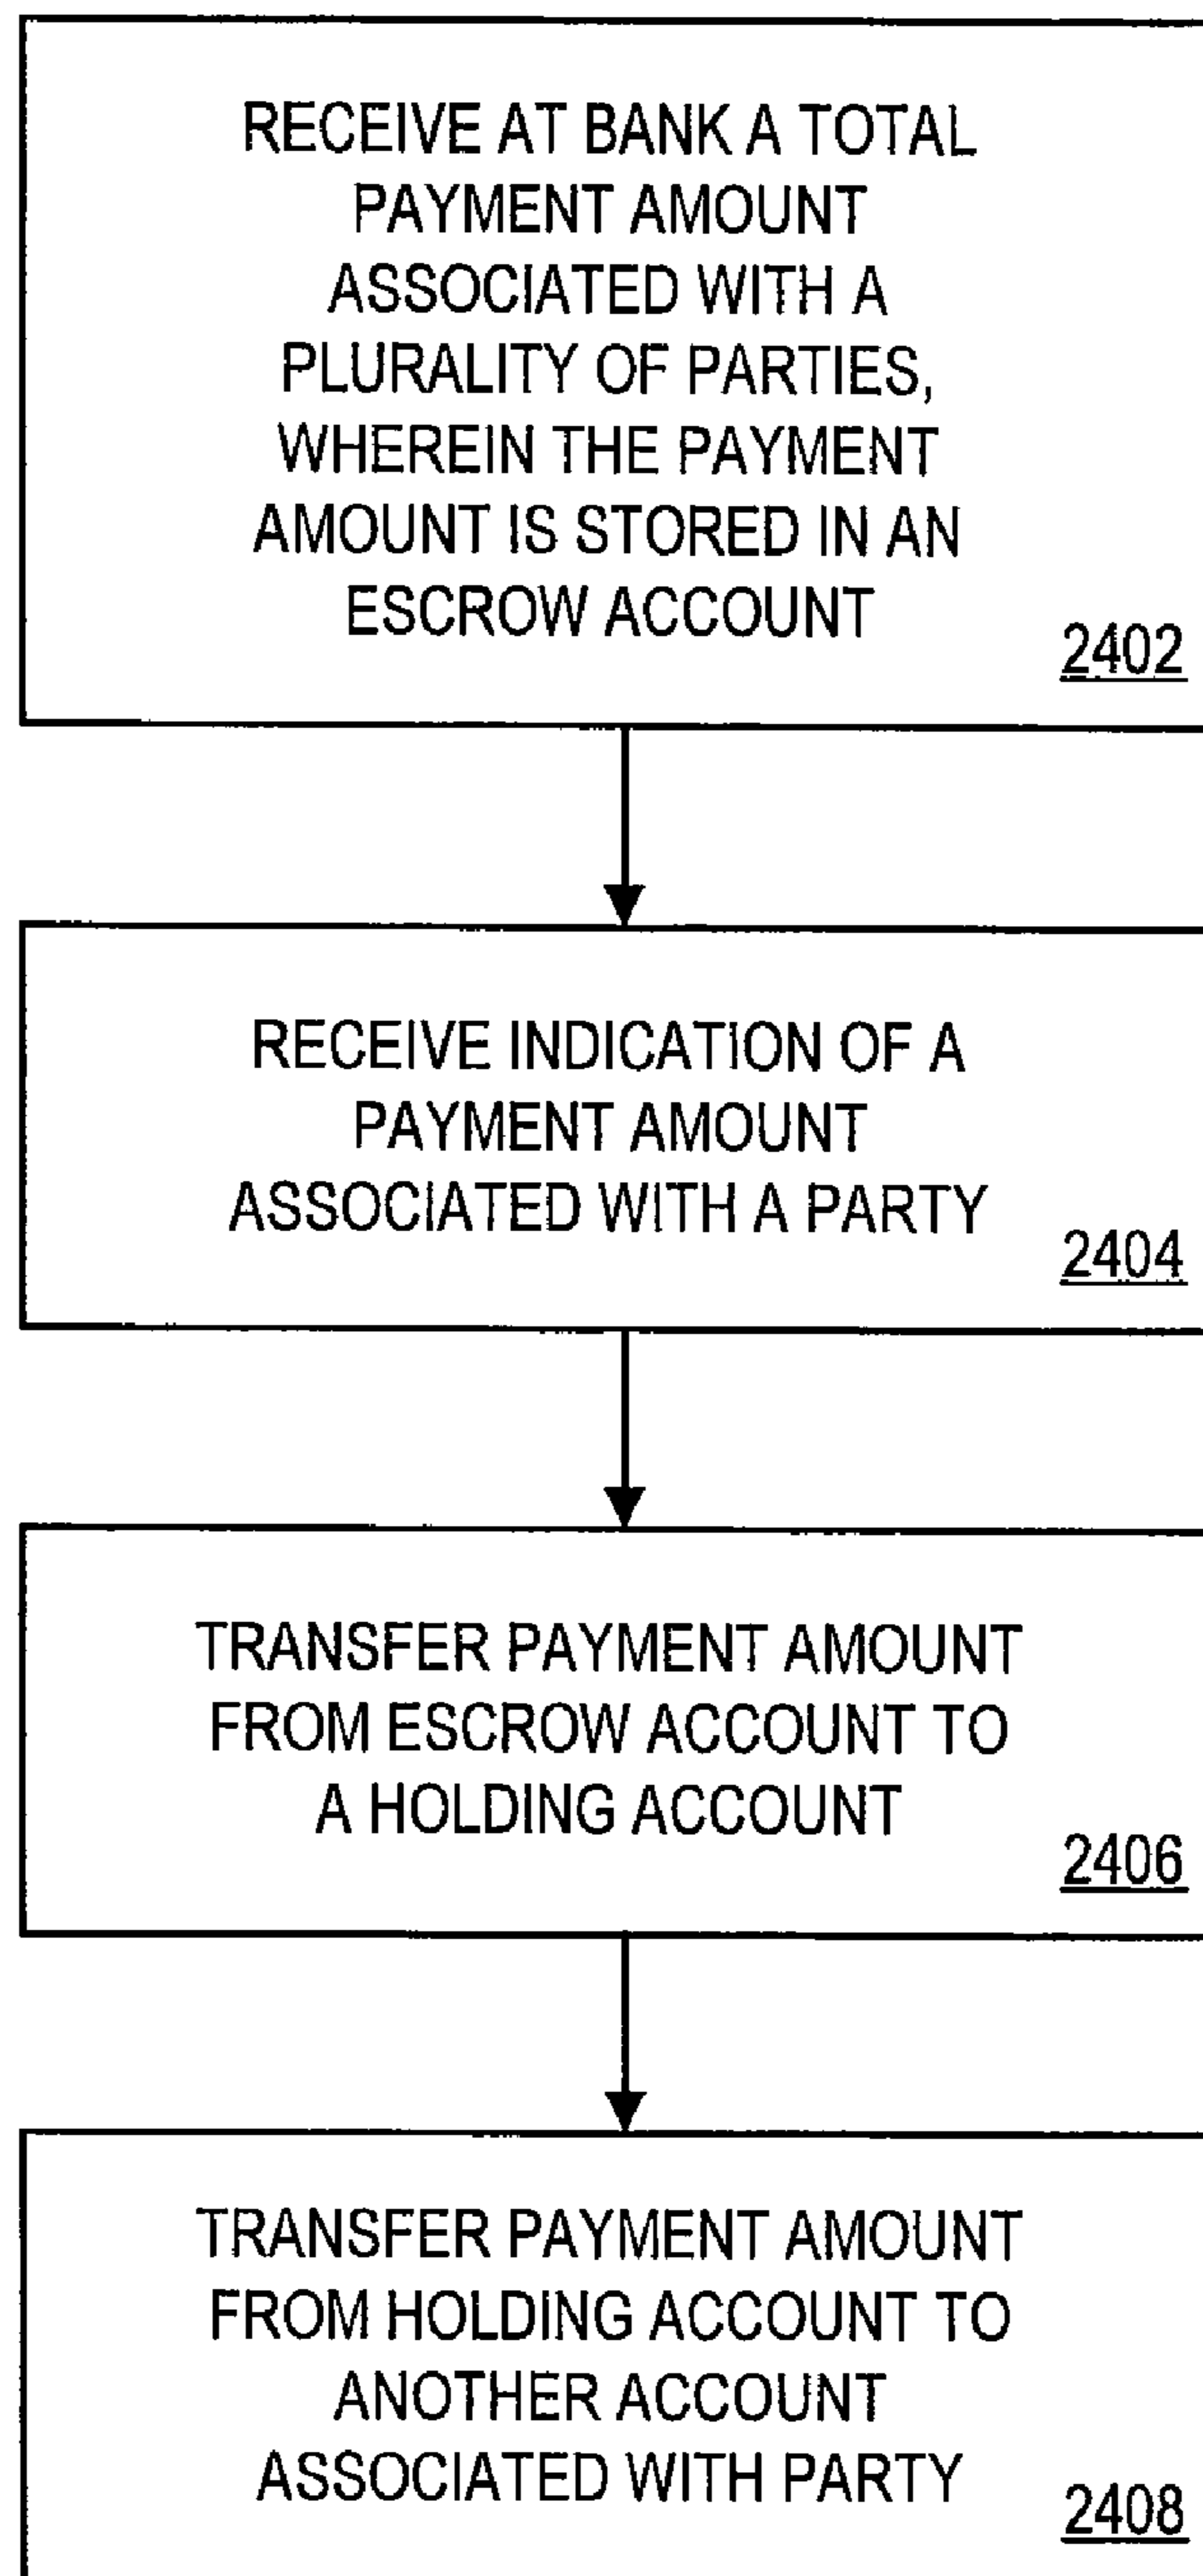 RECEIVE AT BANK A TOTAL
PAYMENT AMOUNT
ASSOCIATED WITH A
PLURALITY OF PARTIES,
WHEREIN THE PAYMENT
AMOUNT IS STORED IN AN
ESCROW ACCOUNT
2402
RECEIVE INDICATION OF A
PAYMENT AMOUNT
ASSOCIATED WITH A PARTY
2404
TRANSFER PAYMENT AMOUNT
FROM ESCROW ACCOUNT TO
A HOLDING ACCOUNT
2406
TRANSFER PAYMENT AMOUNT
FROM HOLDING ACCOUNT TO
ANOTHER ACCOUNT
ASSOCIATED WITH PARTY
2408